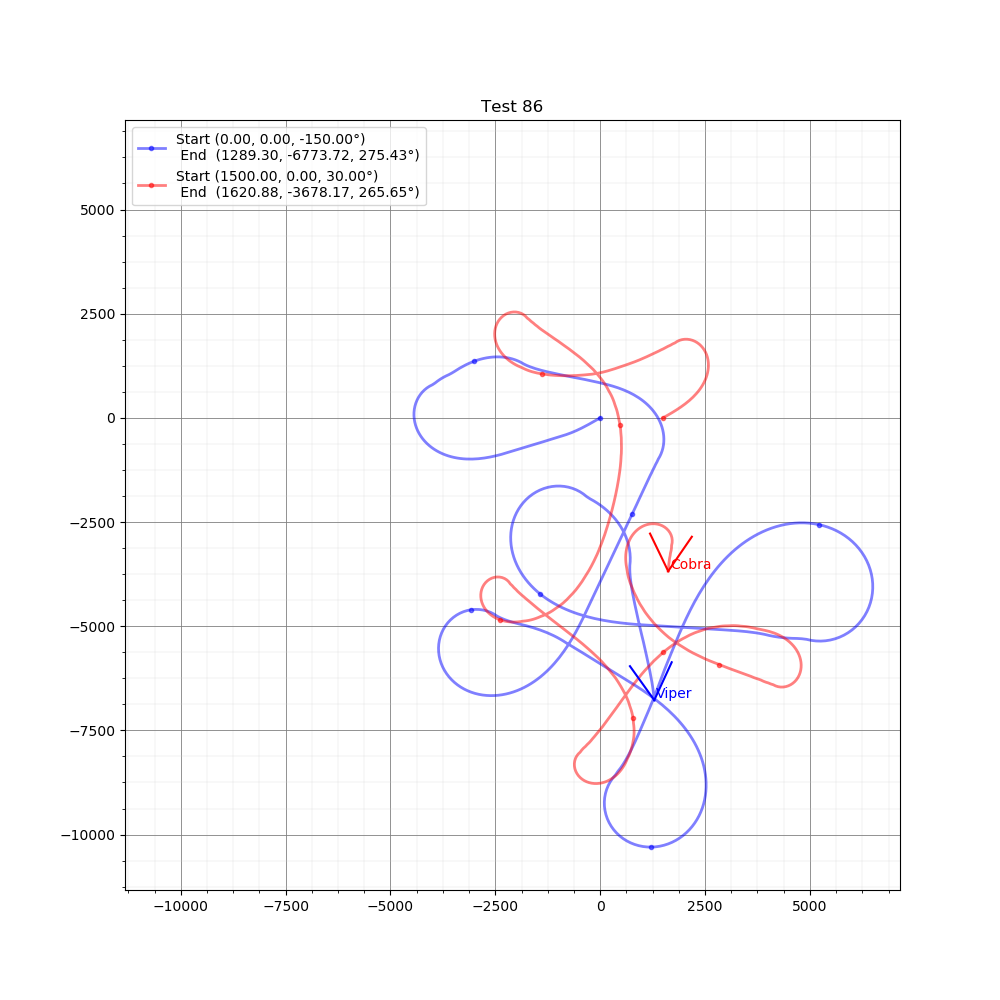 Test 86
Start (0.00, 0.00, -150.00°)
End  (1289.30, -6773.72, 275.43°)
Start (1500.00, 0.00, 30.00°)
End  (1620.88, -3678.17, 265.65°)
5000
2500
0
−2500
−5000
−7500
−10000
Cobra
Viper
−10000 −7500 −5000 −2500 0 2500 5000